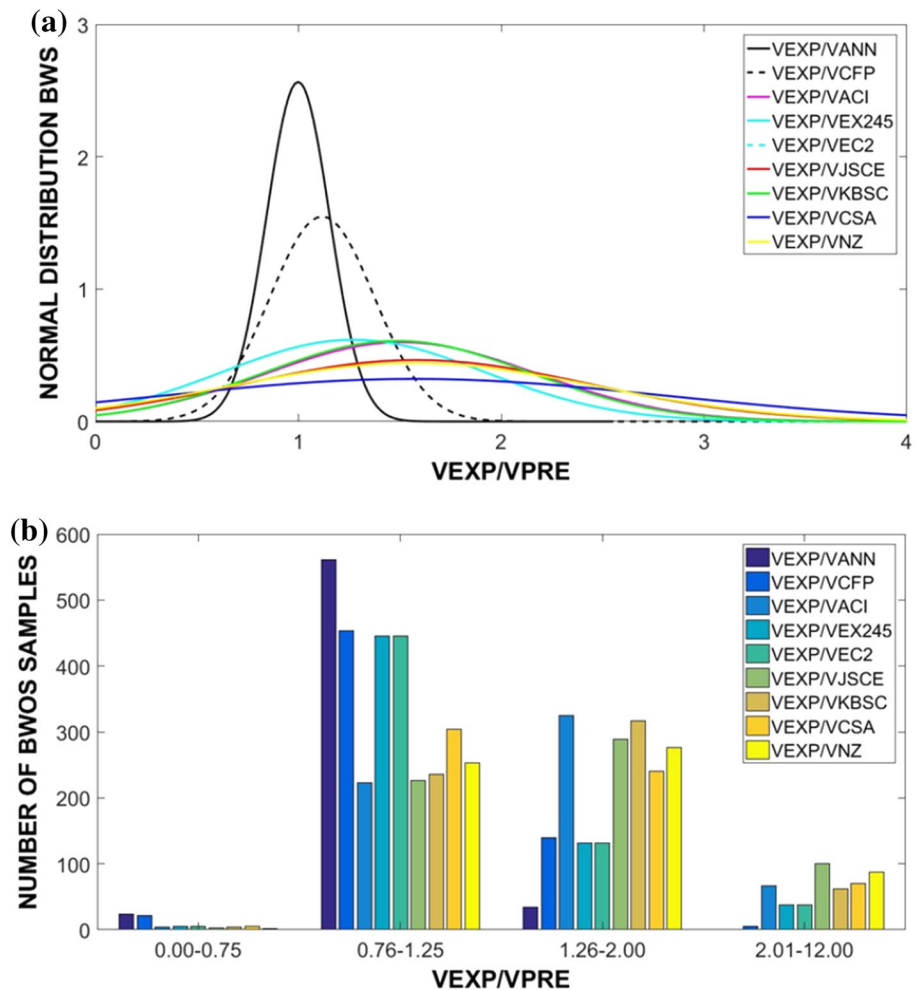 (a)
NORMAL DISTRIBUTION BWS
3
2
1
0
0 1 2 3 4
VEXP/VPRE
VEXP/VANN
VEXP/VCFP
VEXP/VACI
VEXP/VEX245
VEXP/VEC2
VEXP/VJSCE
VEXP/VKBSC
VEXP/VCSA
VEXP/VNZ
(b)
NUMBER OF BWOS SAMPLES
600
500
400
300
200
100
0
0.00-0.75 0.76-1.25 1.26-2.00 2.01-12.00
VEXP/VPRE
VEXP/VANN
VEXP/VCFP
VEXP/VACI
VEXP/VEX245
VEXP/VEC2
VEXP/VJSCE
VEXP/VKBSC
VEXP/VCSA
VEXP/VNZ